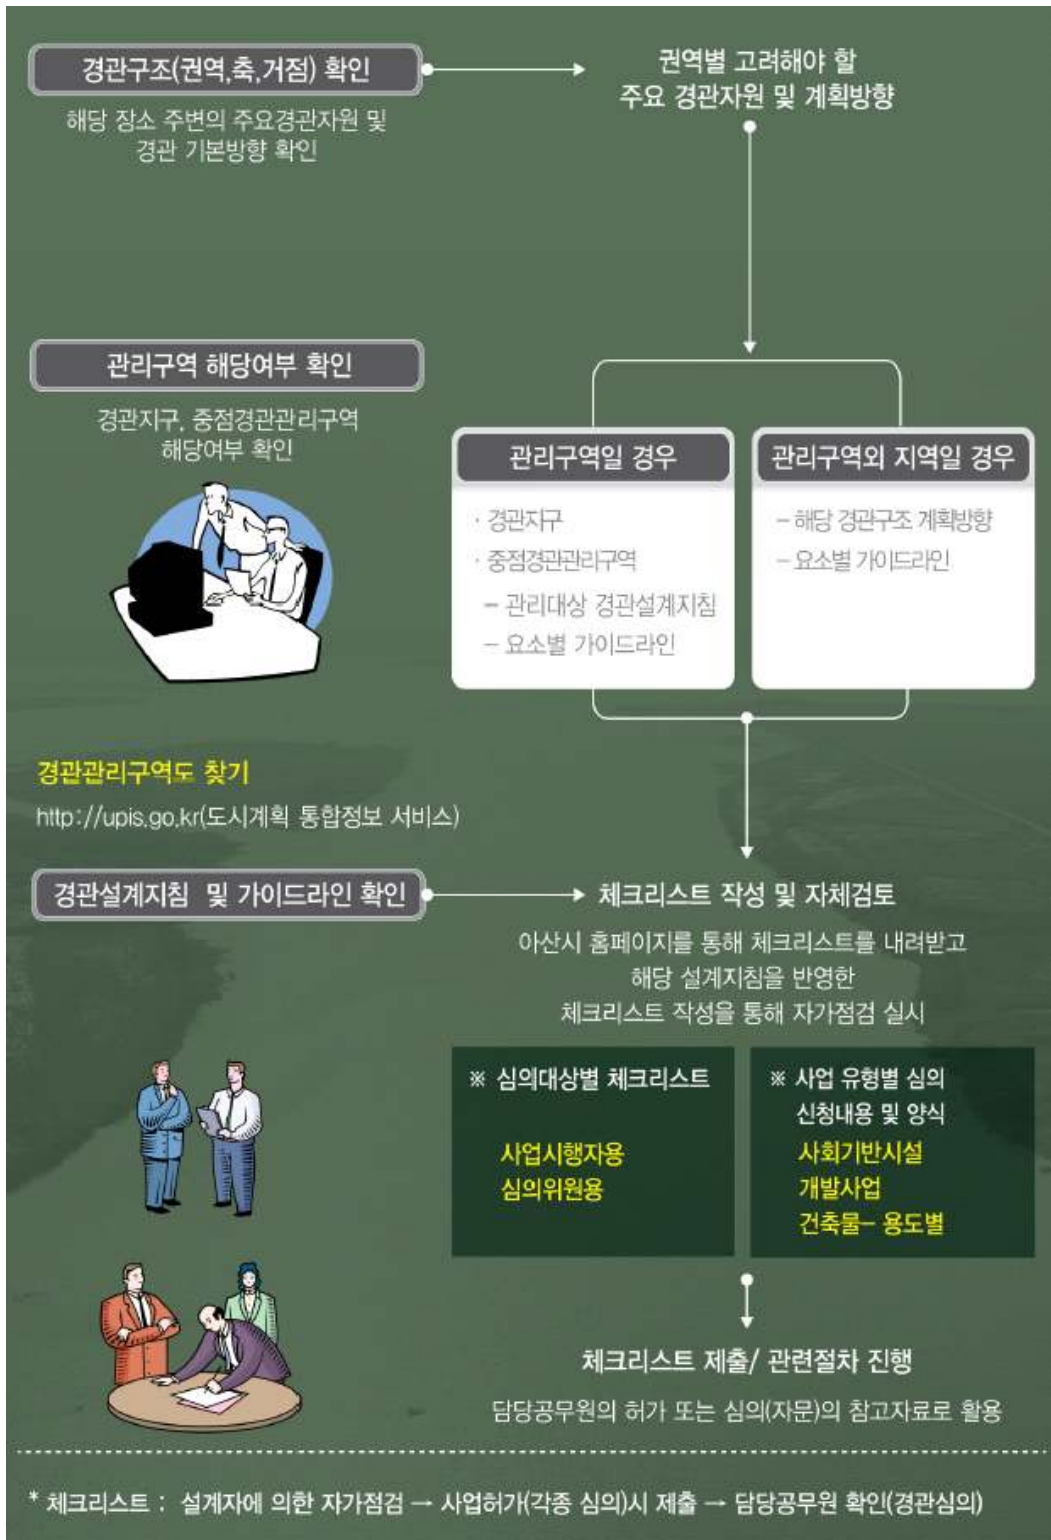 경관구조(권역,축,거점) 확인
해당 장소 주변의 주요경관자원 및
경관 기본방향 확인
권역별 고려해야 할
주요 경관자원 및 계획방향
관리구역 해당여부 확인
경관지구, 중점경관관리구역
해당여부 확인
관리구역일 경우
· 경관지구
· 중점경관관리구역
– 관리대상 경관설계지침
– 요소별 가이드라인
관리구역외 지역일 경우
– 해당 경관구조 계획방향
– 요소별 가이드라인
경관관리구역도 찾기
http://upis.go.kr(도시계획 통합정보 서비스)
경관설계지침 및 가이드라인 확인
체크리스트 작성 및 자체검토
아산시 홈페이지를 통해 체크리스트를 내려받고
해당 설계지침을 반영한
체크리스트 작성을 통해 자가점검 실시
※ 심의대상별 체크리스트
사업시행자용
심의위원용
※ 사업 유형별 심의
신청내용 및 양식
사회기반시설
개발사업
건축물– 용도별
체크리스트 제출/ 관련절차 진행
담당공무원의 허가 또는 심의(자문)의 참고자료로 활용
* 체크리스트 : 설계자에 의한 자가점검 → 사업허가(각종 심의)시 제출 → 담당공무원 확인(경관심의)